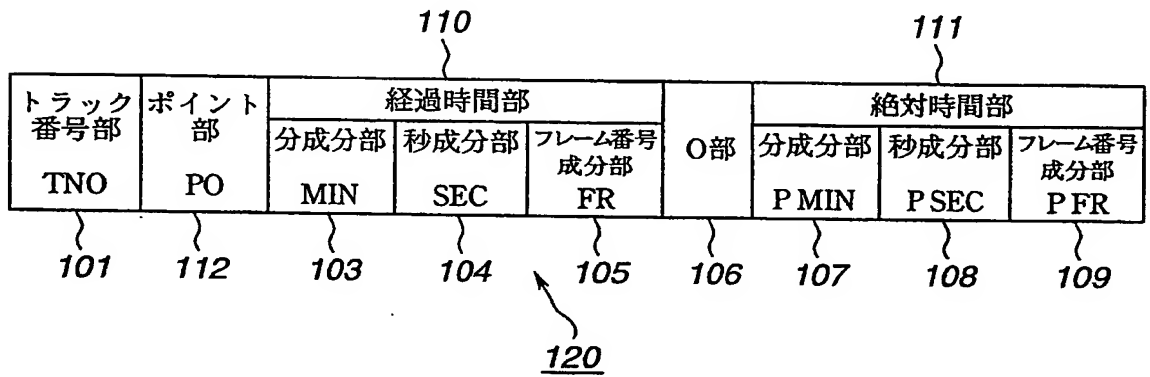 110
111
トラック
番号部
TNO
ポイント
部
PO
経過時間部
分成分部
MIN
秒成分部
SEC
フレーム番号
成分部
FR
O部
絶対時間部
分成分部
P MIN
秒成分部
P SEC
フレーム番号
成分部
P FR
101
112
103
104
105
106
107
108
109
120